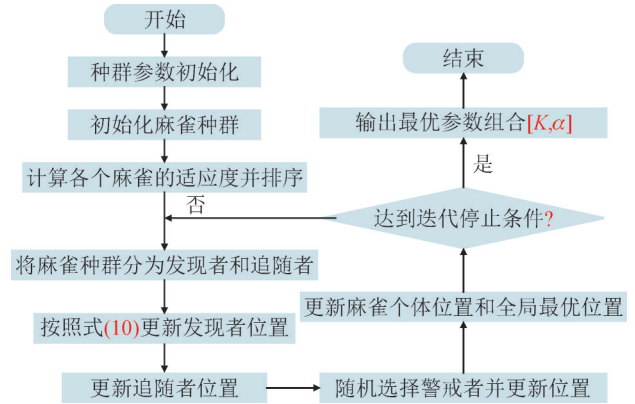 开始
种群参数初始化
初始化麻雀种群
计算各个麻雀的适应度并排序
否
将麻雀种群分为发现者和追随者
按照式(10)更新发现者位置
更新追随者位置
随机选择警戒者并更新位置
更新麻雀个体位置和全局最优位置
达到迭代停止条件?
是
输出最优参数组合[K,α]
结束